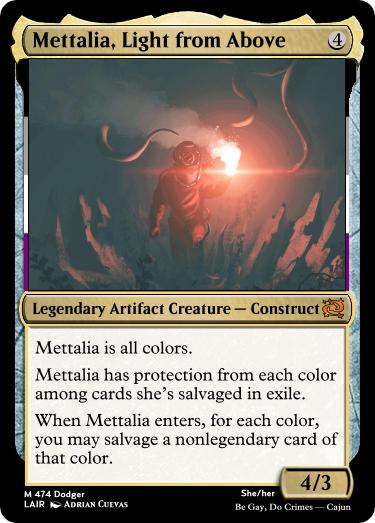 Mettalia, Light from Above 4
Legendary Artifact Creature — Construct
Mettalia is all colors.
Mettalia has protection from each color
among cards she's salvaged in exile.
When Mettalia enters, for each color,
you may salvage a nonlegendary card of
that color.
4/3
M 474 Dodger She/her
LAIR Adrian Cuevas Be Gay, Do Crimes — Cajun